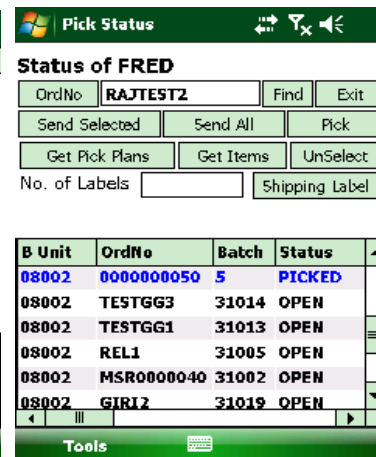 Pick Status
Status of FRED
OrdNo RAJTEST2 Find Exit
Send Selected Send All Pick
Get Pick Plans Get Items UnSelect
No. of Labels Shipping Label
B Unit OrdNo Batch Status
08002 0000000050 5 PICKED
08002 TESTGG3 31014 OPEN
08002 TESTGG1 31013 OPEN
08002 REL1 31005 OPEN
08002 MSR0000040 31002 OPEN
08002 GIRI2 31019 OPEN
Tools